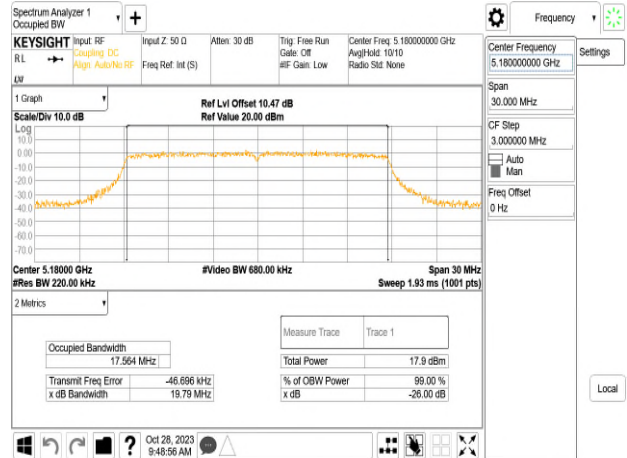 Spectrum Analyzer 1
Occupied BW
+
Frequency
KEYSIGHT
RL
Input: RF
Coupling: DC
Align: Auto/No RF
Input Z: 50 Ω
Freq Ref: Int (S)
Atten: 30 dB
Trig: Free Run
Gate: Off
#IF Gain: Low
Center Freq: 5.180000000 GHz
Avg|Hold: 10/10
Radio Std: None
Center Frequency
5.180000000 GHz
Settings
Span
30.000 MHz
CF Step
3.000000 MHz
Auto
Man
Freq Offset
0 Hz
Local
1 Graph
Scale/Div 10.0 dB
Ref Lvl Offset 10.47 dB
Ref Value 20.00 dBm
Log
10.0
0.00
-10.0
-20.0
-30.0
-40.0
-50.0
-60.0
-70.0
Center 5.18000 GHz
#Res BW 220.00 kHz
#Video BW 680.00 kHz
Span 30 MHz
Sweep 1.93 ms (1001 pts)
2 Metrics
Measure Trace Trace 1
Occupied Bandwidth
17.564 MHz
Total Power 17.9 dBm
Transmit Freq Error -46.696 kHz
% of OBW Power 99.00 %
x dB Bandwidth 19.79 MHz
x dB -26.00 dB
?
Oct 28, 2023
9:48:56 AM